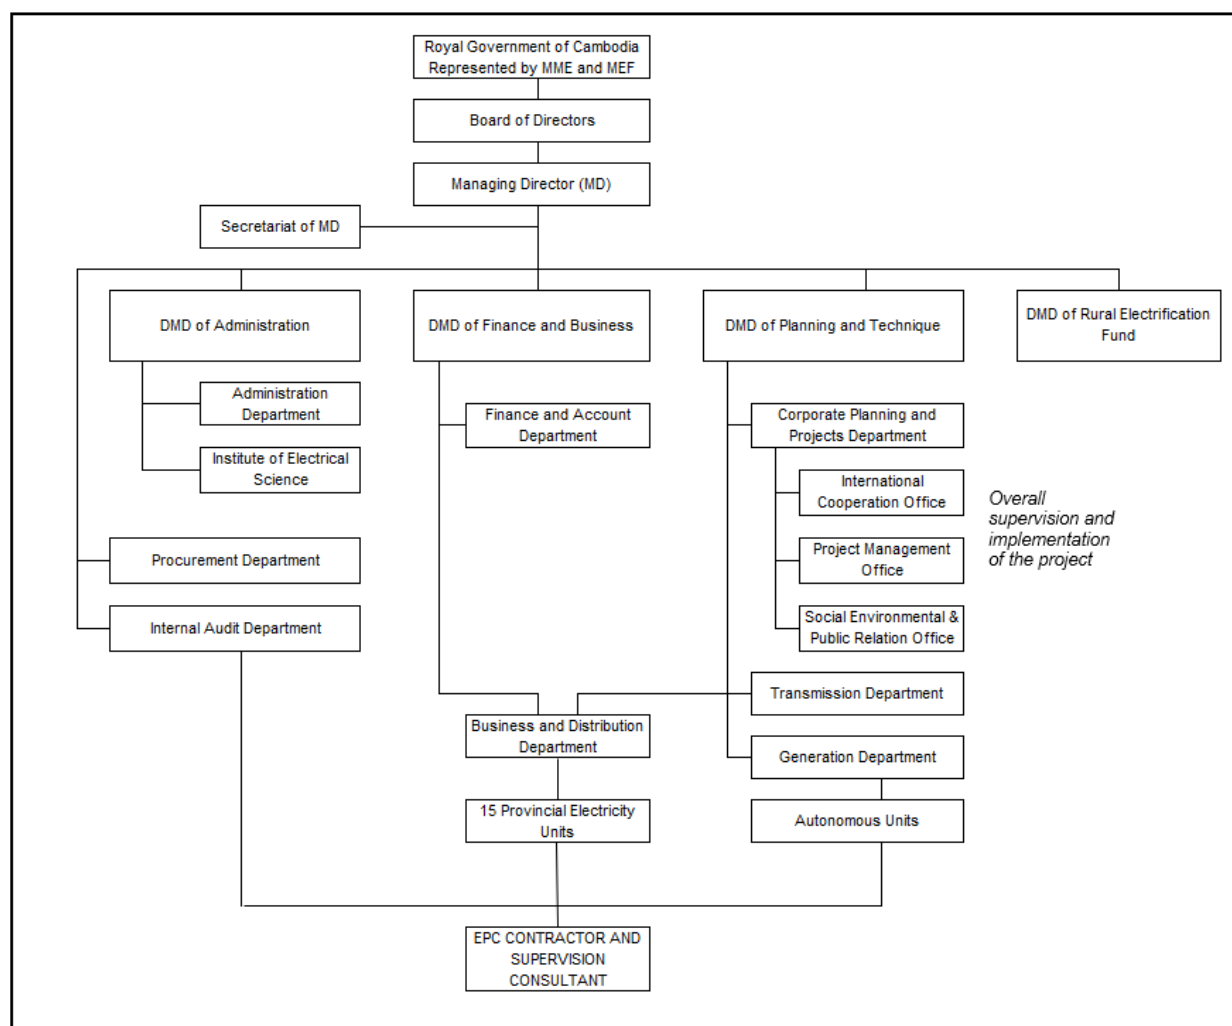 Royal Government of Cambodia
Represented by MME and MEF
Board of Directors
Managing Director (MD)
Secretariat of MD
DMD of Administration
DMD of Finance and Business
DMD of Planning and Technique
DMD of Rural Electrification
Fund
Administration
Department
Finance and Account
Department
Corporate Planning and
Projects Department
Institute of Electrical
Science
International
Cooperation Office
Overall
supervision and
implementation
of the project
Procurement Department
Project Management
Office
Internal Audit Department
Social Environmental &
Public Relation Office
Transmission Department
Business and Distribution
Department
Generation Department
15 Provincial Electricity
Units
Autonomous Units
EPC CONTRACTOR AND
SUPERVISION
CONSULTANT